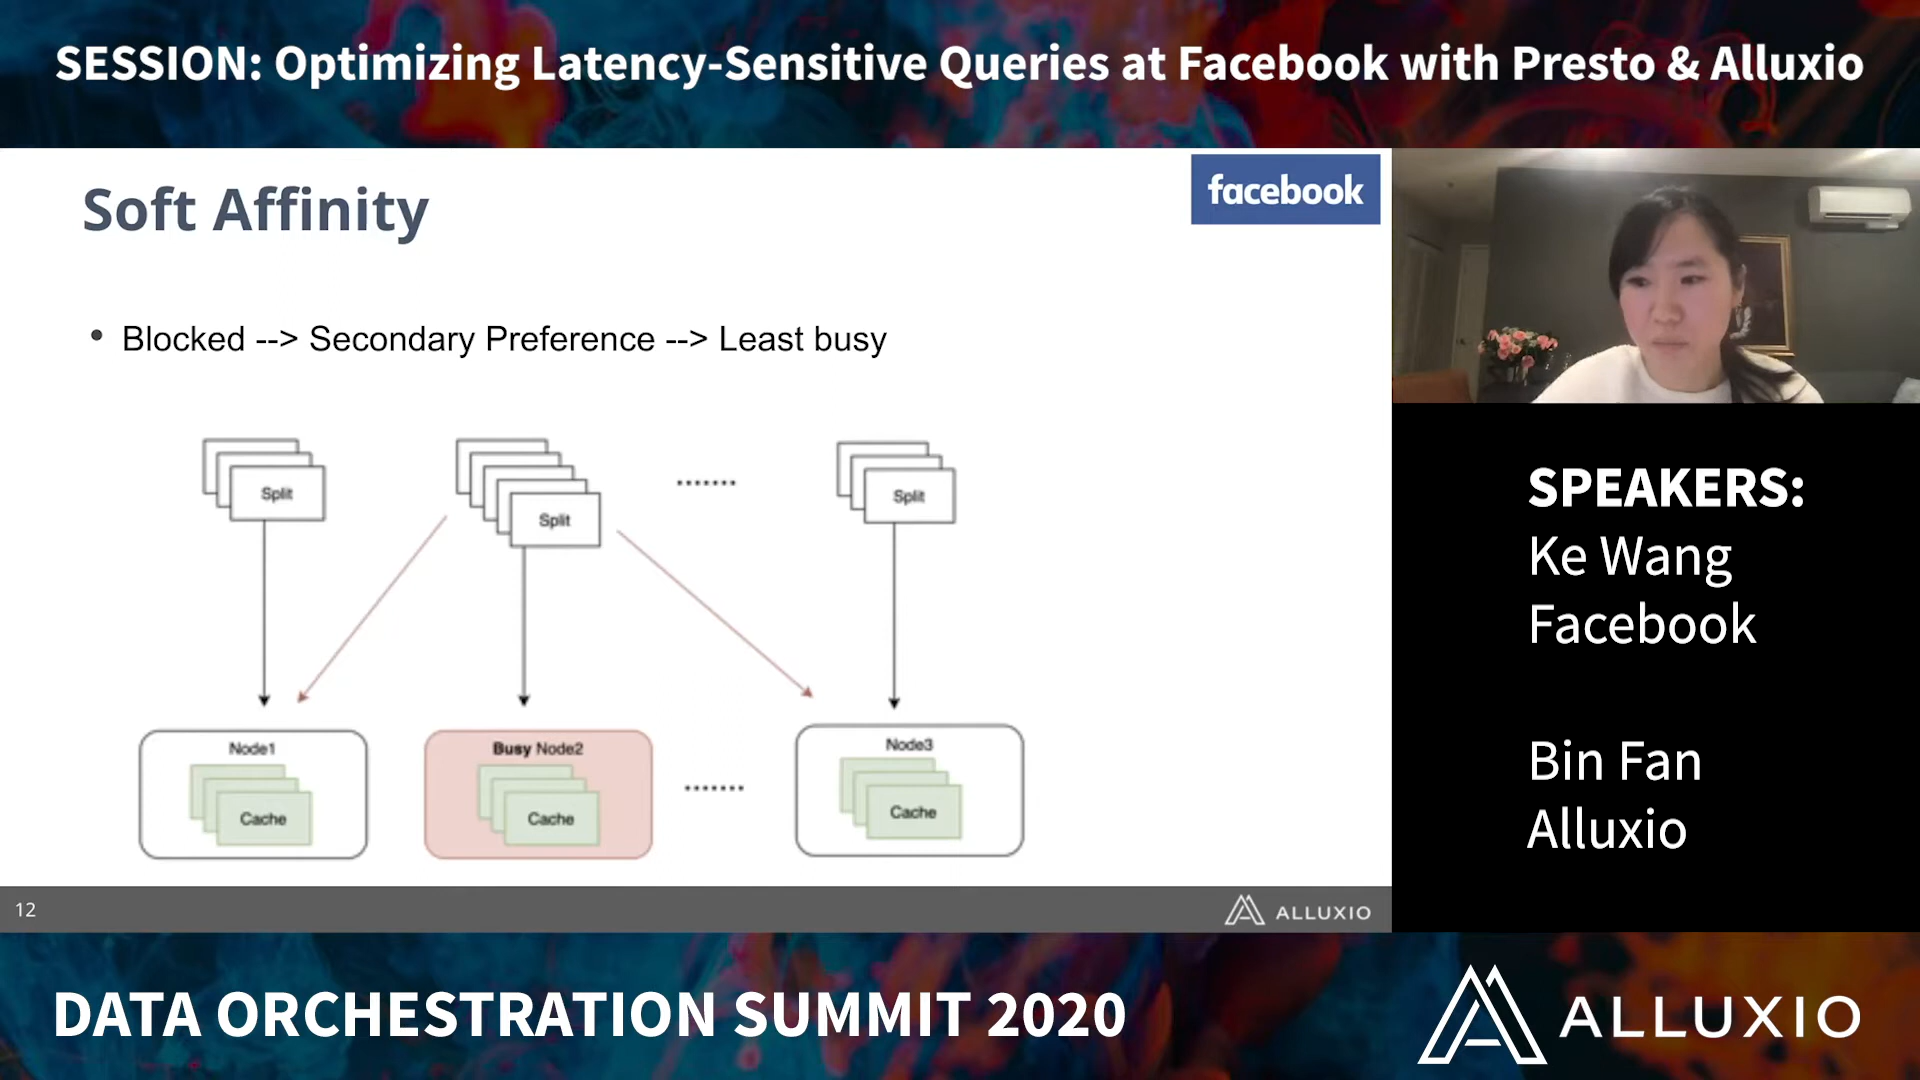 SESSION: Optimizing Latency-Sensitive Queries at Facebook with Presto & Alluxio
Soft Affinity
facebook
• Blocked --> Secondary Preference --> Least busy
Split
Split
.......
Split
Node1
Cache
Busy Node2
Cache
.......
Node3
Cache
12
ALLUXIO
SPEAKERS:
Ke Wang
Facebook
Bin Fan
Alluxio
DATA ORCHESTRATION SUMMIT 2020
ALLUXIO